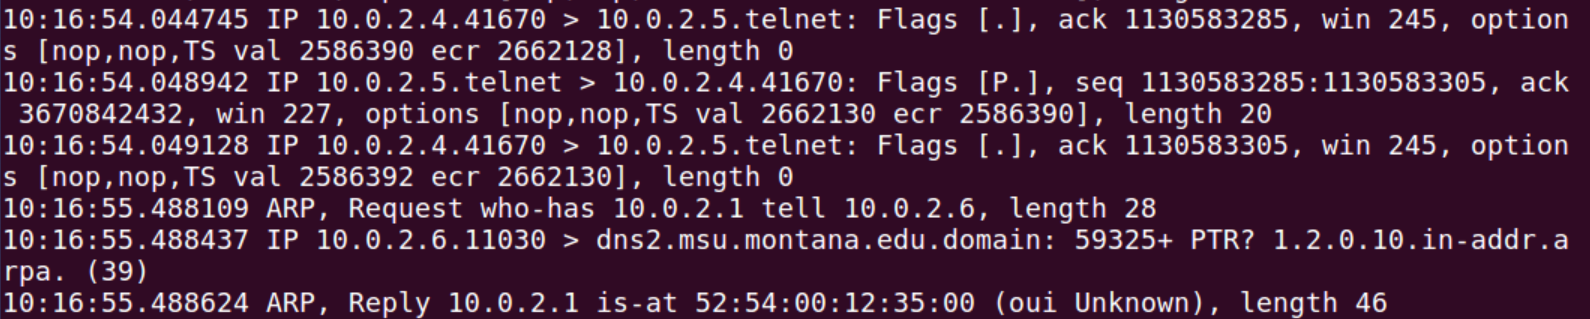 10:16:54.044745 IP 10.0.2.4.41670 > 10.0.2.5.telnet: Flags [.], ack 1130583285, win 245, option
s [nop,nop,TS val 2586390 ecr 2662128], length 0
10:16:54.048942 IP 10.0.2.5.telnet > 10.0.2.4.41670: Flags [P.], seq 1130583285:1130583305, ack
 3670842432, win 227, options [nop,nop,TS val 2662130 ecr 2586390], length 20
10:16:54.049128 IP 10.0.2.4.41670 > 10.0.2.5.telnet: Flags [.], ack 1130583305, win 245, option
s [nop,nop,TS val 2586392 ecr 2662130], length 0
10:16:55.488109 ARP, Request who-has 10.0.2.1 tell 10.0.2.6, length 28
10:16:55.488437 IP 10.0.2.6.11030 > dns2.msu.montana.edu.domain: 59325+ PTR? 1.2.0.10.in-addr.a
rpa. (39)
10:16:55.488624 ARP, Reply 10.0.2.1 is-at 52:54:00:12:35:00 (oui Unknown), length 46